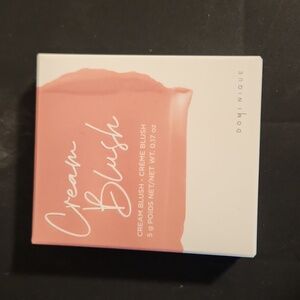 Cream
Blush
CREAM BLUSH • CRÈME BLUSH
5 g POIDS NET/NET WT. 0.17 oz
DOMINIQUE